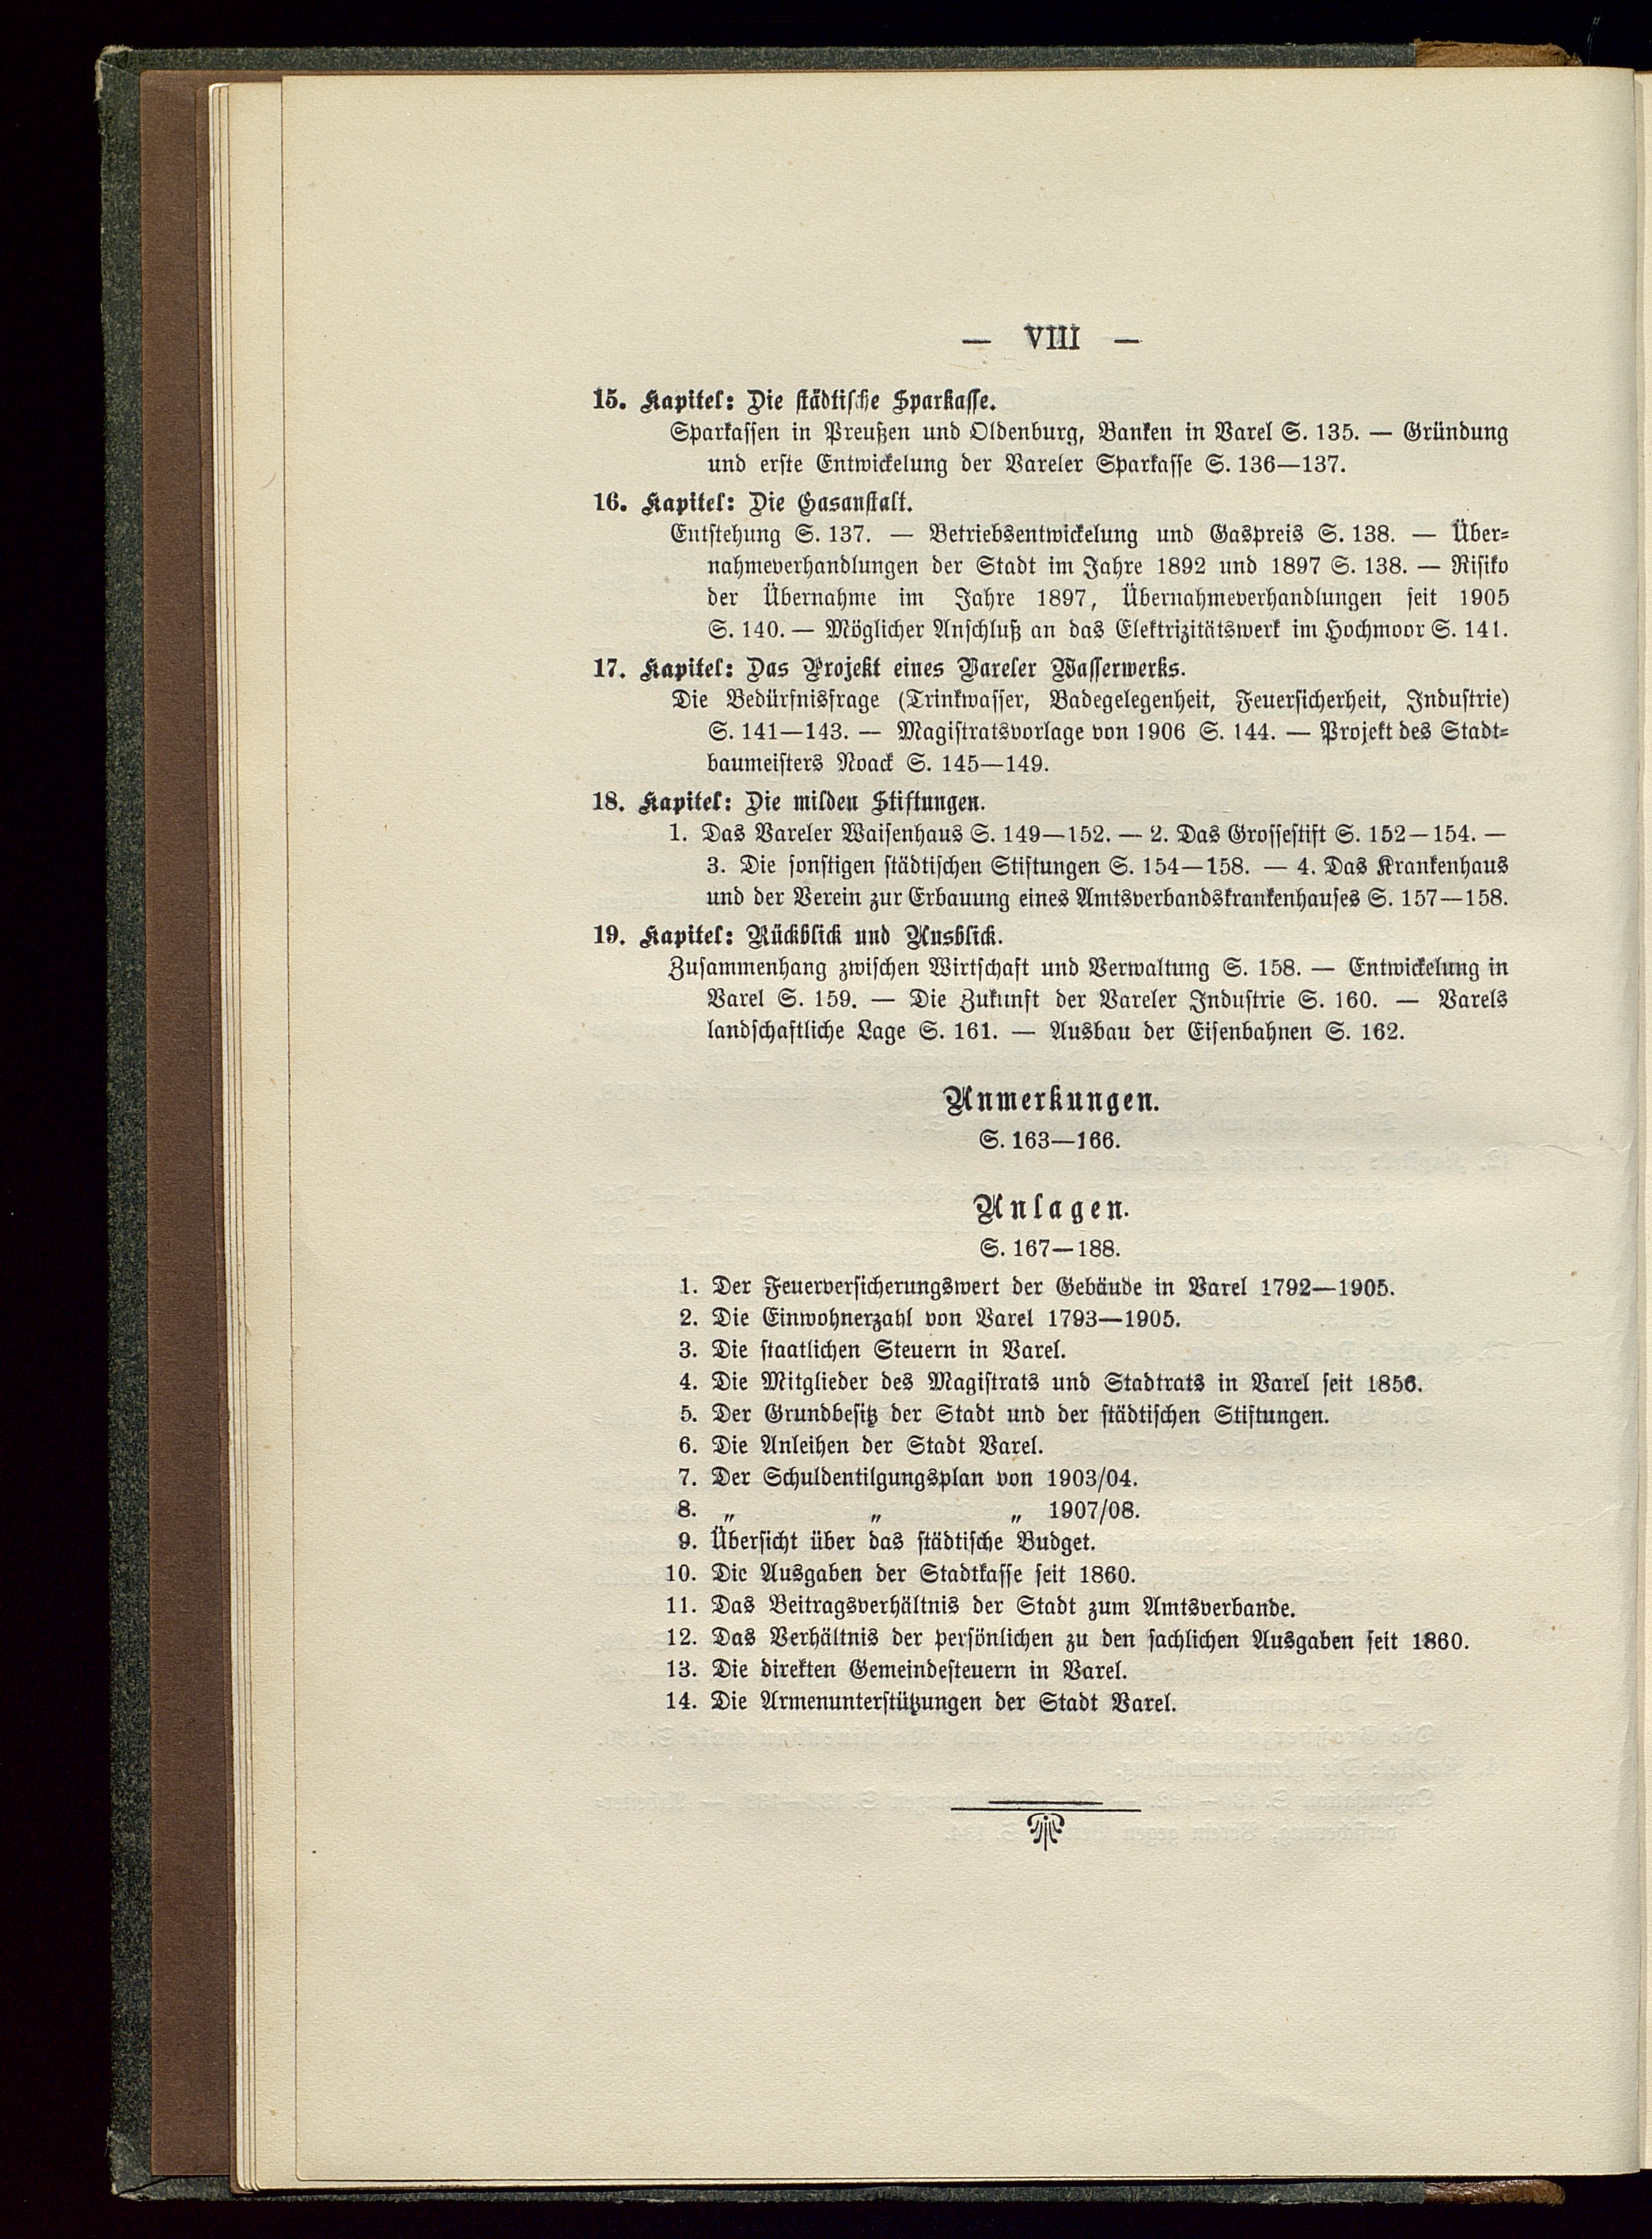 — VIII —
15. Kapitel: Die städtische Sparkasse.
Sparkassen in Preußen und Oldenburg, Banken in Varel S. 135. — Gründung
und erste Entwickelung der Vareler Sparkasse S. 136—137.
16. Kapitel: Die Gasanstalt.
Entstehung S. 137. — Betriebsentwickelung und Gaspreis S. 138. — Über-
nahmeverhandlungen der Stadt im Jahre 1892 und 1897 S. 138. — Risiko
der Übernahme im Jahre 1897, Übernahmeverhandlungen seit 1905
S. 140. — Möglicher Anschluß an das Elektrizitätswerk im Hochmoor S. 141.
17. Kapitel: Das Projekt eines Vareler Wasserwerks.
Die Bedürfnisfrage (Trinkwasser, Badegelegenheit, Feuersicherheit, Industrie)
S. 141—143. — Magistratsvorlage von 1906 S. 144. — Projekt des Stadt-
baumeisters Noack S. 145—149.
18. Kapitel: Die milden Stiftungen.
1. Das Vareler Waisenhaus S. 149—152. — 2. Das Grossestift S. 152—154. —
3. Die sonstigen städtischen Stiftungen S. 154—158. — 4. Das Krankenhaus
und der Verein zur Erbauung eines Amtsverbandskrankenhauses S. 157—158.
19. Kapitel: Rückblick und Ausblick.
Zusammenhang zwischen Wirtschaft und Verwaltung S. 158. — Entwickelung in
Varel S. 159. — Die Zukunft der Vareler Industrie S. 160. — Varels
landschaftliche Lage S. 161. — Ausbau der Eisenbahnen S. 162.
Anmerkungen.
S. 163—166.
Anlagen.
S. 167—188.
1. Der Feuerversicherungswert der Gebäude in Varel 1792—1905.
2. Die Einwohnerzahl von Varel 1793—1905.
3. Die staatlichen Steuern in Varel.
4. Die Mitglieder des Magistrats und Stadtrats in Varel seit 1856.
5. Der Grundbesitz der Stadt und der städtischen Stiftungen.
6. Die Anleihen der Stadt Varel.
7. Der Schuldentilgungsplan von 1903/04.
8. „ „ „ 1907/08.
9. Übersicht über das städtische Budget.
10. Die Ausgaben der Stadtkasse seit 1860.
11. Das Beitragsverhältnis der Stadt zum Amtsverbande.
12. Das Verhältnis der persönlichen zu den sachlichen Ausgaben seit 1860.
13. Die direkten Gemeindesteuern in Varel.
14. Die Armenunterstützungen der Stadt Varel.